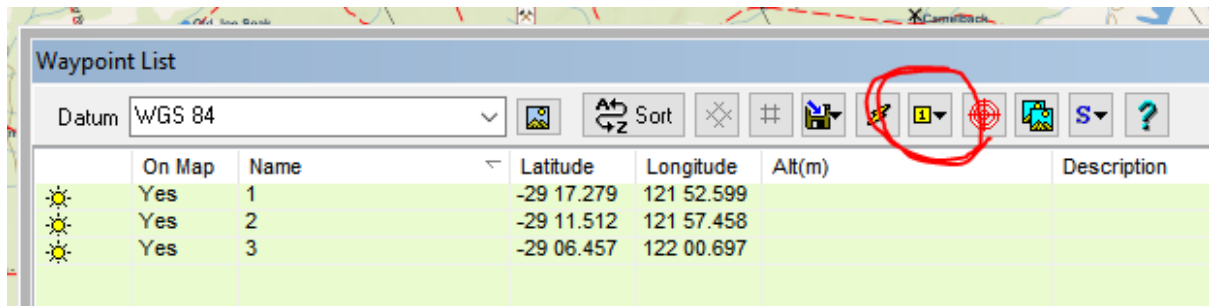 Camelback
Waypoint List
Datum WGS 84 Sort 1 S ?
On Map Name Latitude Longitude Alt(m) Description
Yes 1 -29 17.279 121 52.599
Yes 2 -29 11.512 121 57.458
Yes 3 -29 06.457 122 00.697